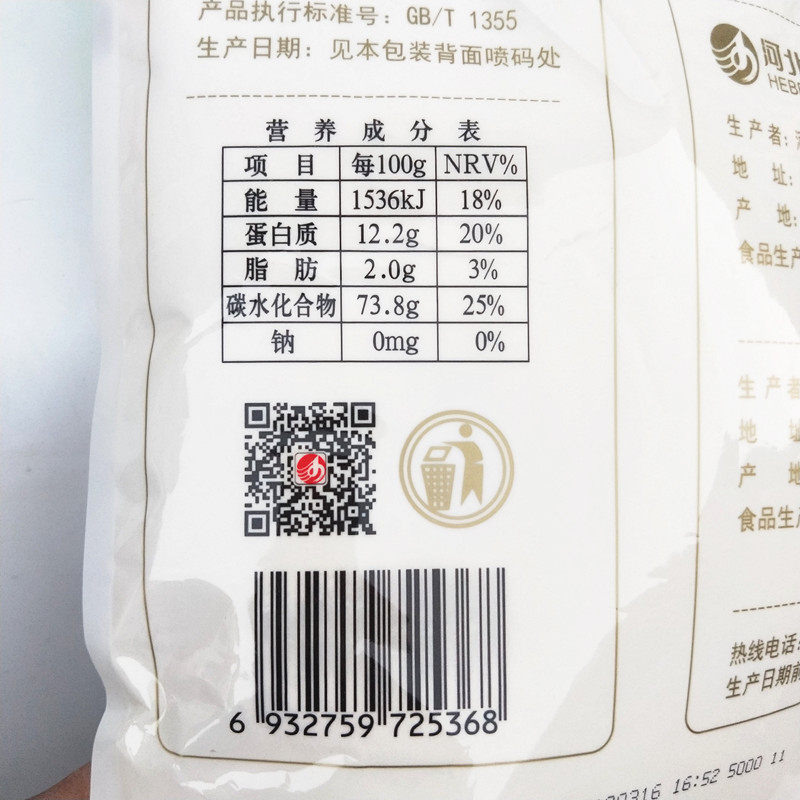 产品执行标准号：GB/T 1355
生产日期：见本包装背面喷码处
营养成分表
项 目 每100g NRV%
能 量 1536kJ 18%
蛋白质 12.2g 20%
脂 肪 2.0g 3%
碳水化合物 73.8g 25%
钠 0mg 0%
6 932759 725368
河北
HEBE
生产者：
地 址：
产 地：
食品生产
生产者
地 址
产 地
食品生产
热线电话：
生产日期前
0316 16:52 5000 11